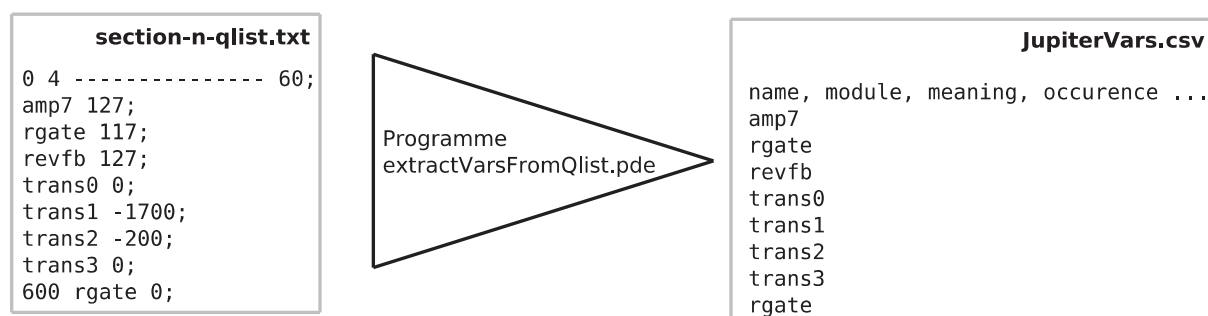 section-n-qlist.txt
0 4 --------------- 60;
amp7 127;
rgate 117;
revfb 127;
trans0 0;
trans1 -1700;
trans2 -200;
trans3 0;
600 rgate 0;
Programme
extractVarsFromQlist.pde
JupiterVars.csv
name, module, meaning, occurence ...
amp7
rgate
revfb
trans0
trans1
trans2
trans3
rgate